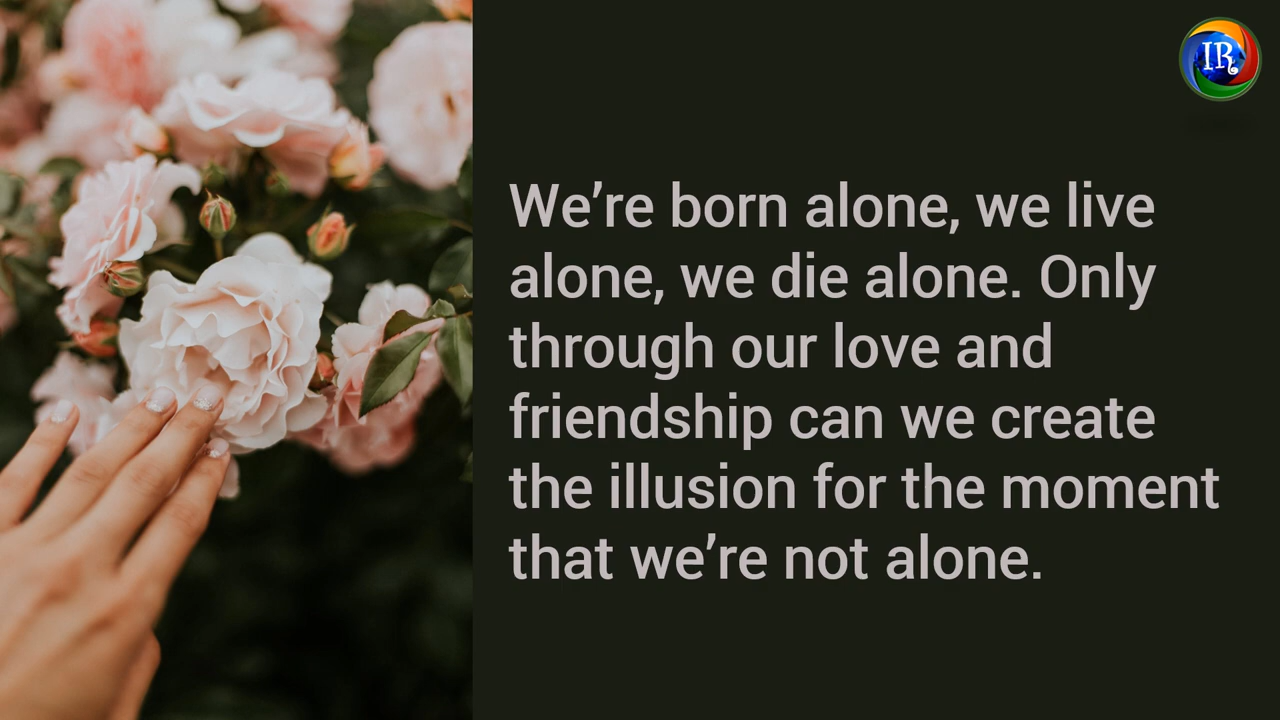 IR
We’re born alone, we live
alone, we die alone. Only
through our love and
friendship can we create
the illusion for the moment
that we’re not alone.